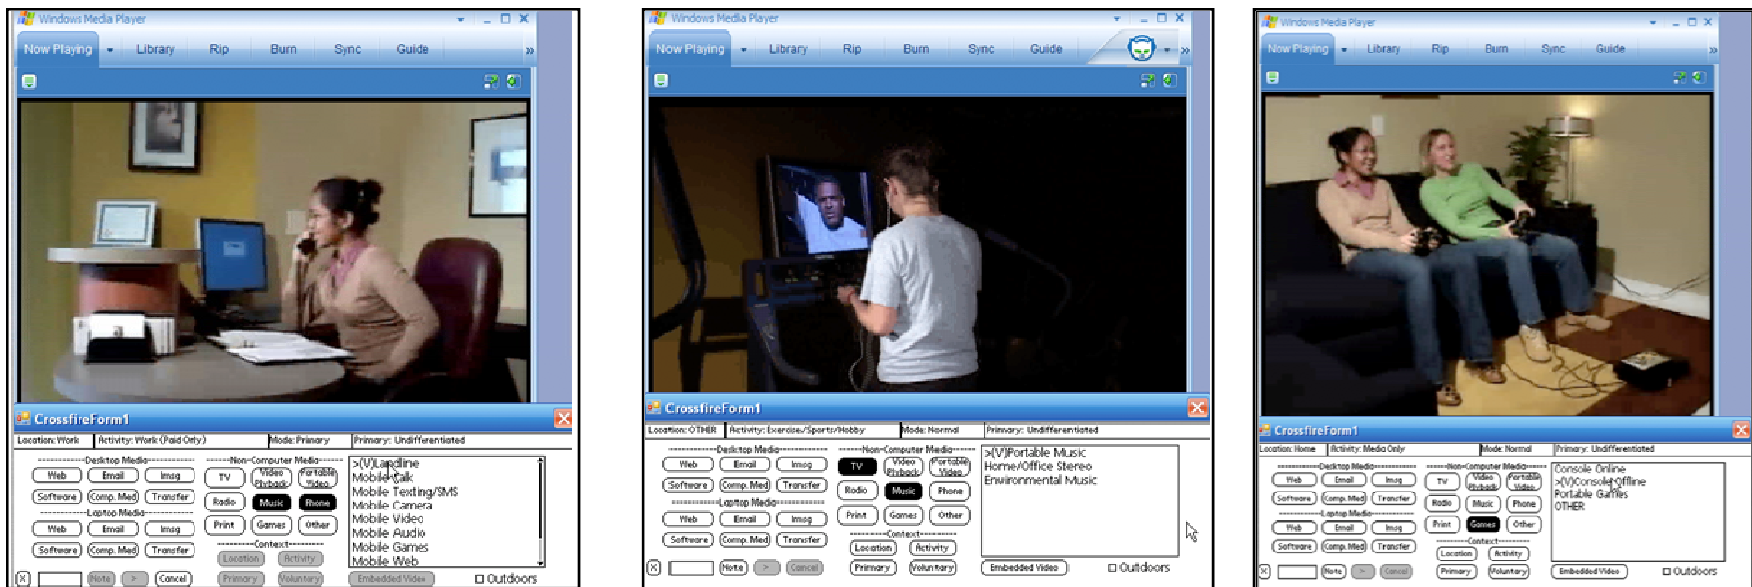 Windows Media Player
Now Playing Library Rip Burn Sync Guide »
CrossfireForm1
Location: Work Activity: Work (Paid Only) Mode: Primary Primary: Undifferentiated
Desktop Media Non-Computer Media
Web Email Imsg TV Video Plyback Portable Video
Software Comp. Med Transfer Radio Music Phone
Laptop Media
Web Email Imsg Print Games Other
Software Comp. Med Transfer
Context
Location Activity
X Note > Cancel Primary Voluntary Embedded Video Outdoors
>(V)Landline
Mobile Talk
Mobile Texting/SMS
Mobile Camera
Mobile Video
Mobile Audio
Mobile Games
Mobile Web
Windows Media Player
Now Playing Library Rip Burn Sync Guide »
CrossfireForm1
Location: OTHER Activity: Exercise/Sports/Hobby Mode: Normal Primary: Undifferentiated
Desktop Media Non-Computer Media
Web Email Imsg TV Video Plyback Portable Video
Software Comp. Med Transfer Radio Music Phone
Laptop Media
Web Email Imsg Print Games Other
Software Comp. Med Transfer
Context
Location Activity
X Note > Cancel Primary Voluntary Embedded Video Outdoors
>(V)Portable Music
Home/Office Stereo
Environmental Music
Windows Media Player
Now Playing Library Rip Burn Sync Guide »
CrossfireForm1
Location: Home Activity: Media Only Mode: Normal Primary: Undifferentiated
Desktop Media Non-Computer Media
Web Email Imsg TV Video Plyback Portable Video
Software Comp. Med Transfer Radio Music Phone
Laptop Media
Web Email Imsg Print Games Other
Software Comp. Med Transfer
Context
Location Activity
X Note > Cancel Primary Voluntary Embedded Video Outdoors
Console Online
>(V)Console Offline
Portable Games
OTHER